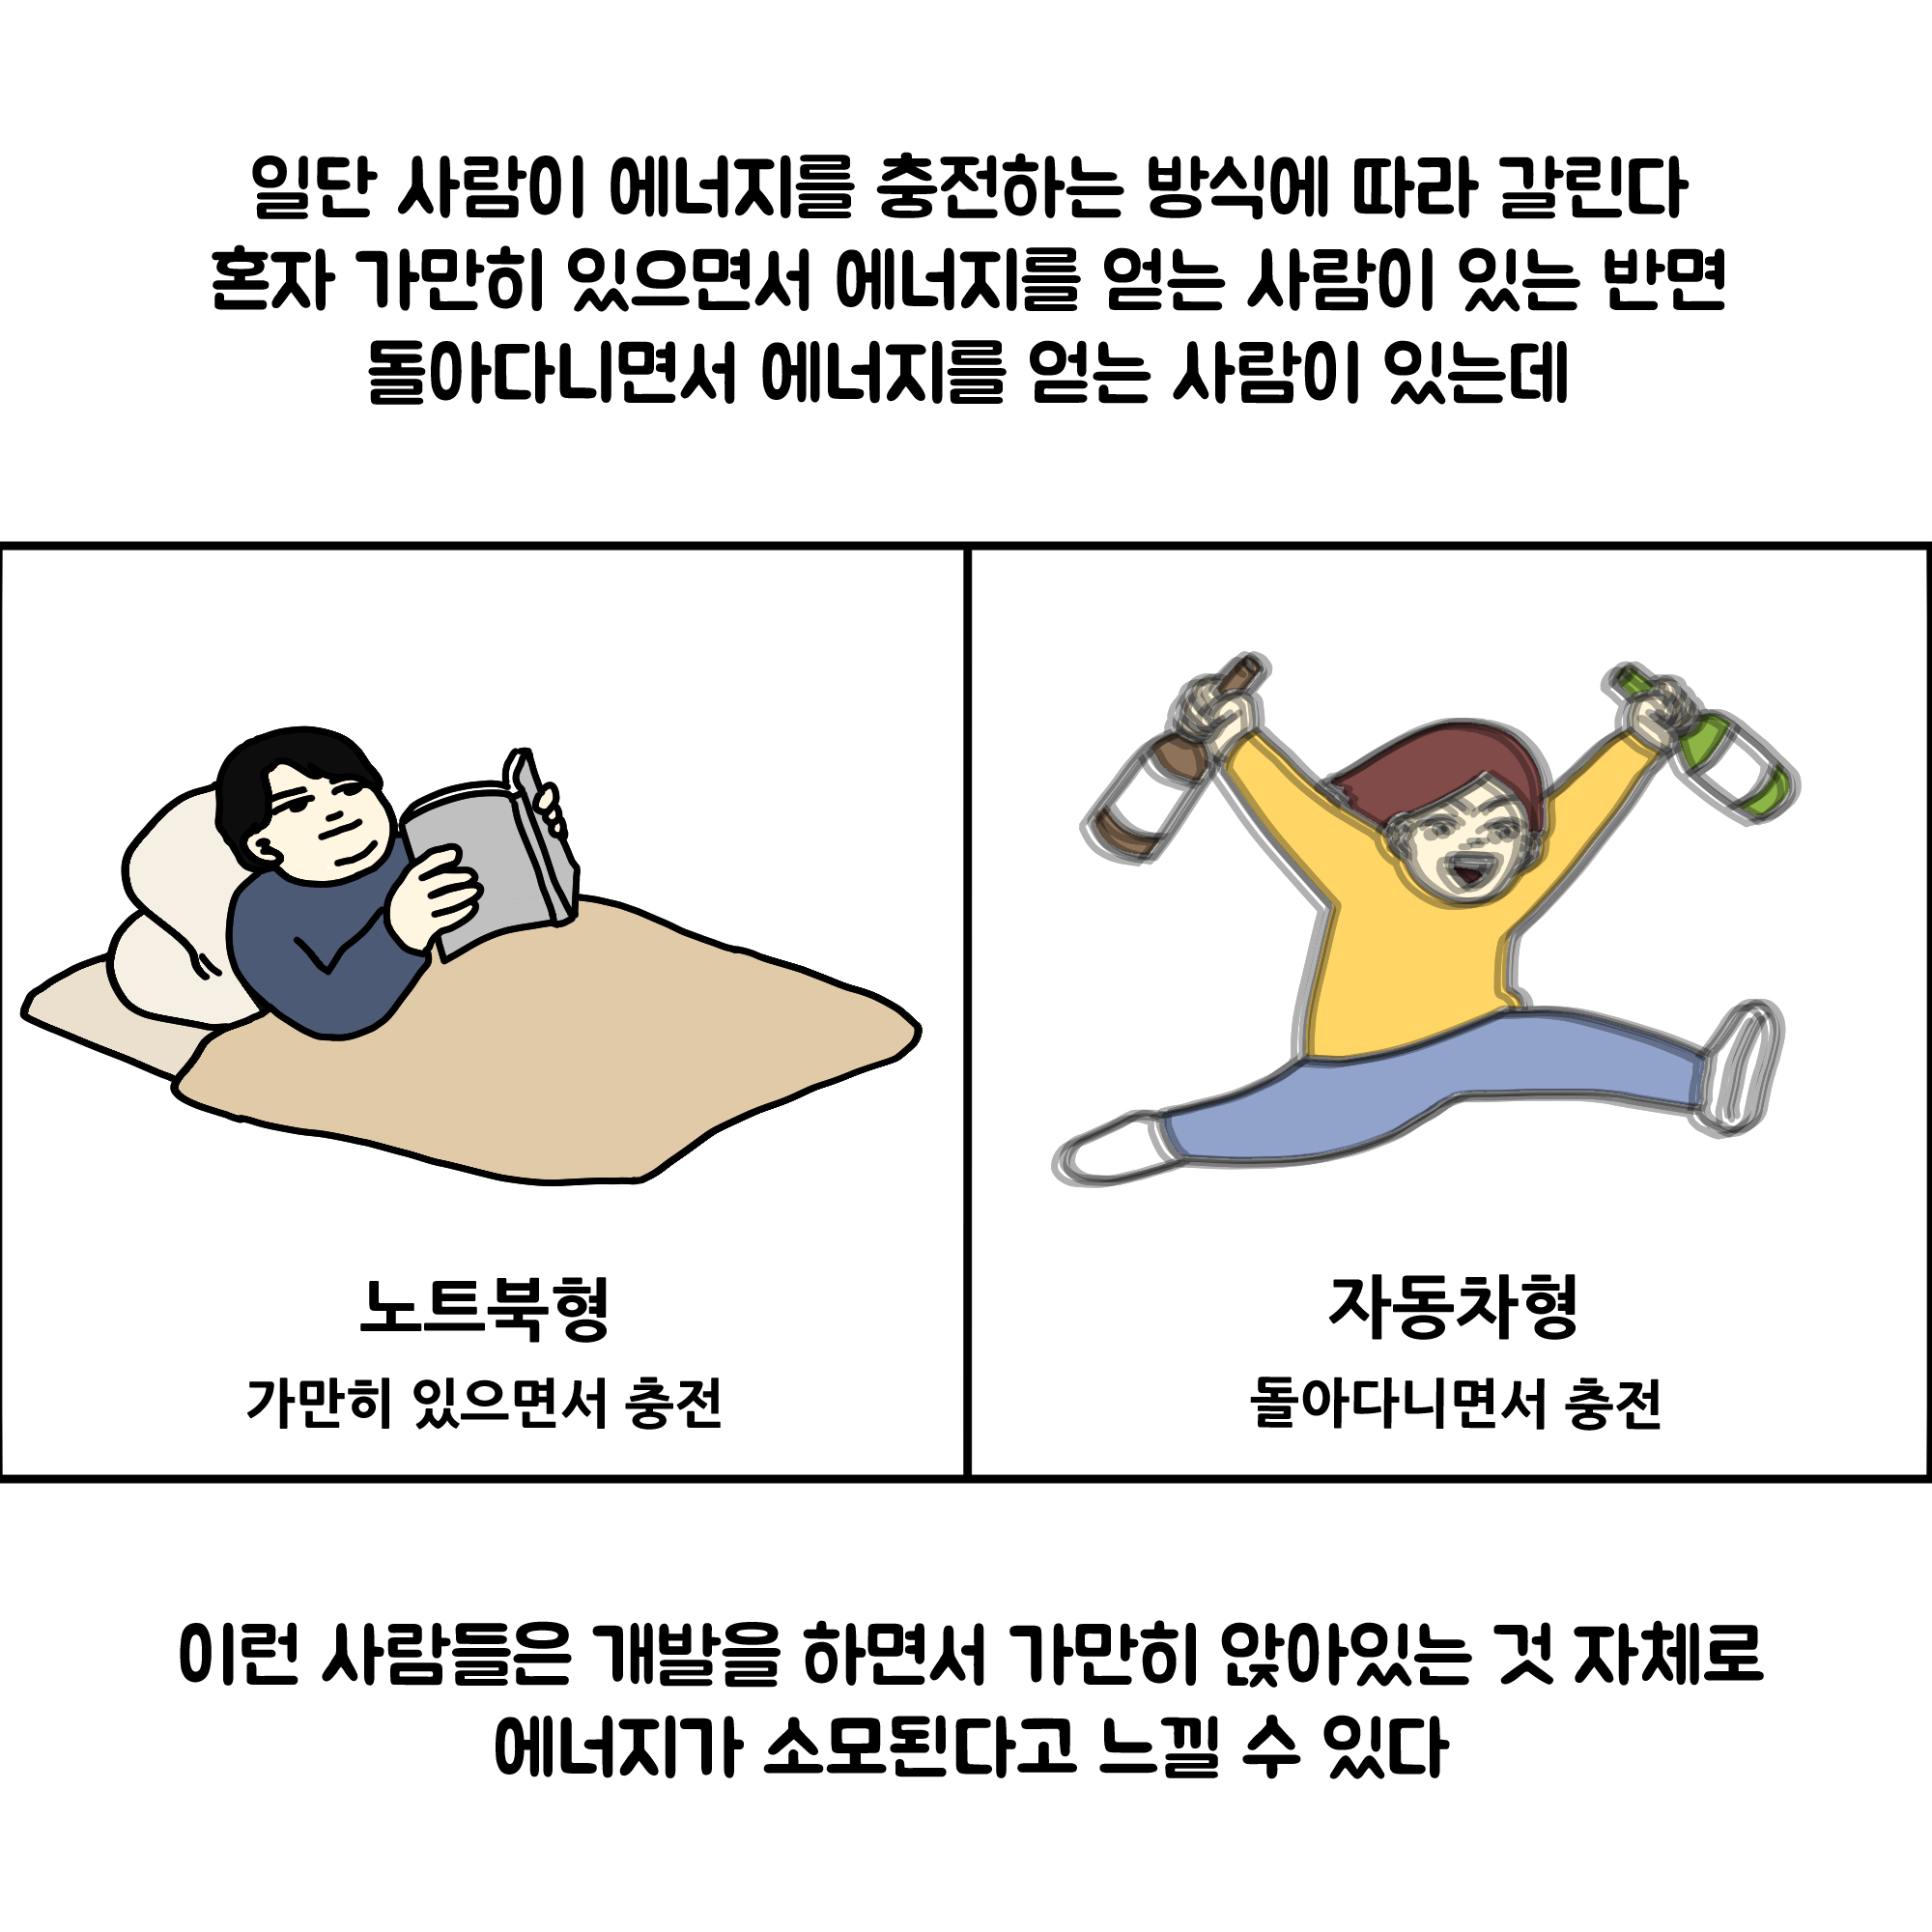 일단 사람이 에너지를 충전하는 방식에 따라 갈린다
혼자 가만히 있으면서 에너지를 얻는 사람이 있는 반면
돌아다니면서 에너지를 얻는 사람이 있는데
노트북형
가만히 있으면서 충전
자동차형
돌아다니면서 충전
이런 사람들은 개발을 하면서 가만히 앉아있는 것 자체로
에너지가 소모된다고 느낄 수 있다